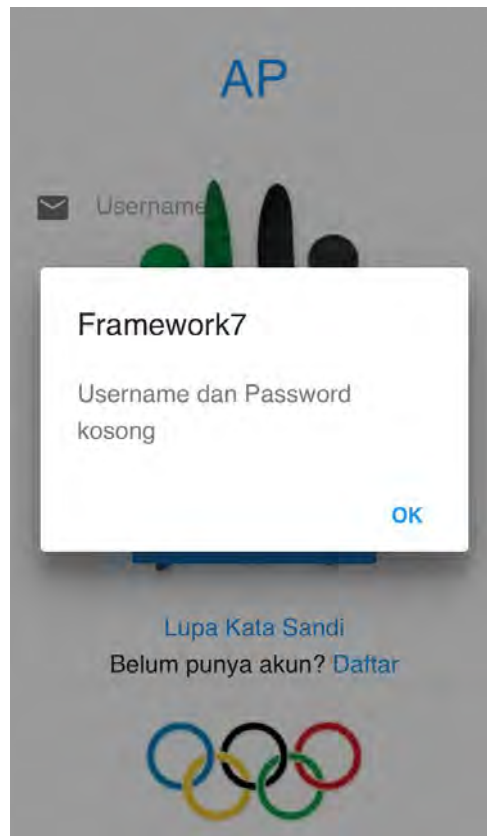 AP
Username
Framework7
Username dan Password
kosong
OK
Lupa Kata Sandi
Belum punya akun? Daftar